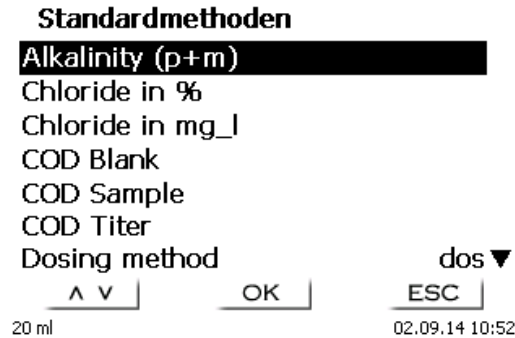 Standardmethoden
Alkalinity (p+m)
Chloride in %
Chloride in mg_l
COD Blank
COD Sample
COD Titer
Dosing method dos ▼
∧ ∨ OK ESC
20 ml 02.09.14 10:52